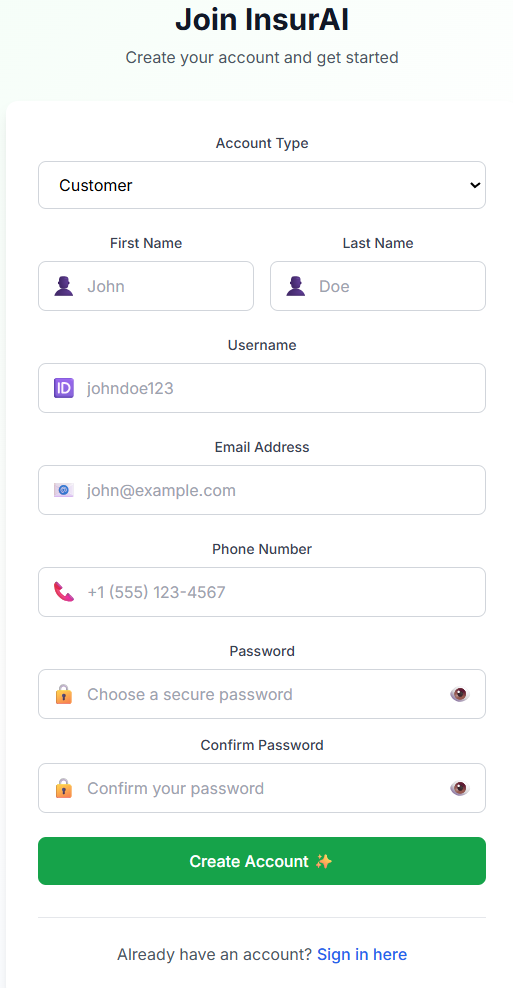 Join InsurAI
Create your account and get started
Account Type
Customer
First Name
Last Name
John
Doe
Username
johndoe123
Email Address
john@example.com
Phone Number
+1 (555) 123-4567
Password
Choose a secure password
Confirm Password
Confirm your password
Create Account ✨
Already have an account? Sign in here